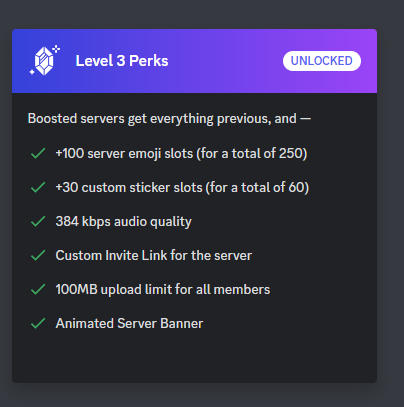 Level 3 Perks
UNLOCKED
Boosted servers get everything previous, and —
+100 server emoji slots (for a total of 250)
+30 custom sticker slots (for a total of 60)
384 kbps audio quality
Custom Invite Link for the server
100MB upload limit for all members
Animated Server Banner